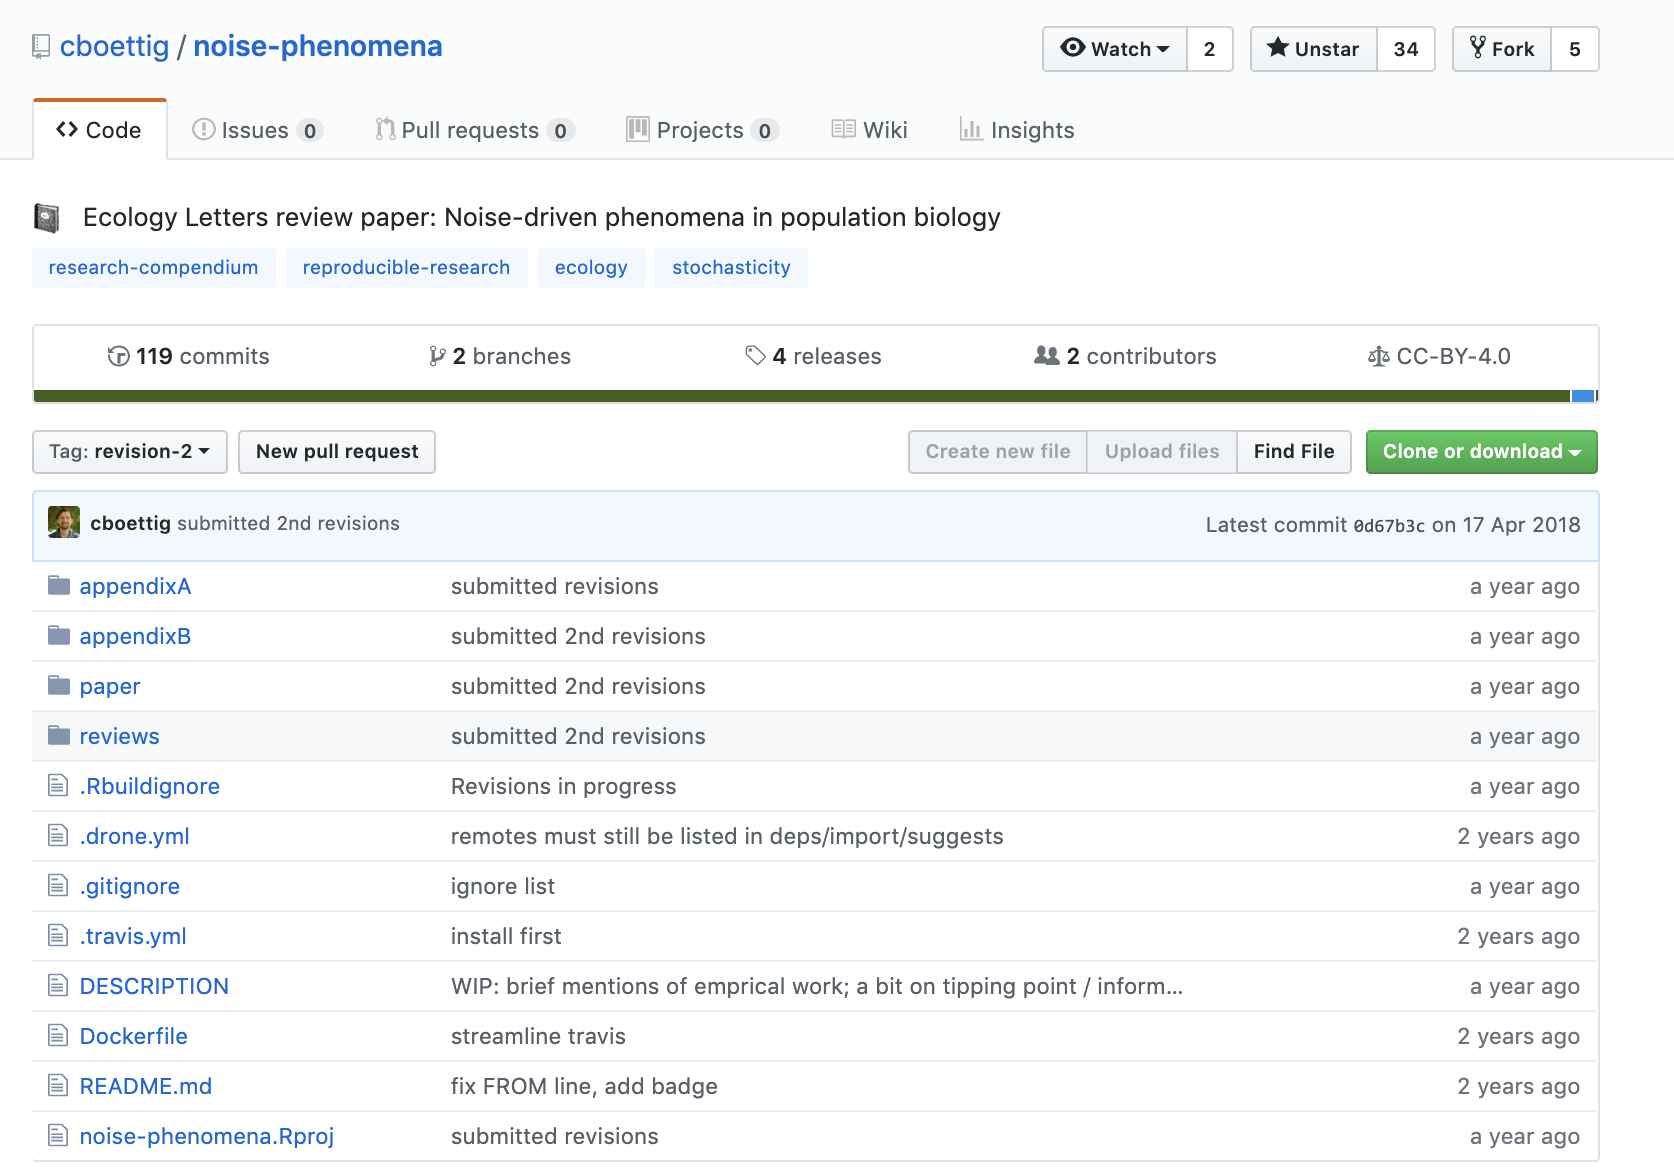 cboettig / noise-phenomena
Watch 2 Unstar 34 Fork 5
Code Issues 0 Pull requests 0 Projects 0 Wiki Insights
Ecology Letters review paper: Noise-driven phenomena in population biology
research-compendium reproducible-research ecology stochasticity
119 commits 2 branches 4 releases 2 contributors CC-BY-4.0
Tag: revision-2 New pull request Create new file Upload files Find File Clone or download
cboettig submitted 2nd revisions Latest commit 0d67b3c on 17 Apr 2018
appendixA submitted revisions a year ago
appendixB submitted 2nd revisions a year ago
paper submitted 2nd revisions a year ago
reviews submitted 2nd revisions a year ago
.Rbuildignore Revisions in progress a year ago
.drone.yml remotes must still be listed in deps/import/suggests 2 years ago
.gitignore ignore list a year ago
.travis.yml install first 2 years ago
DESCRIPTION WIP: brief mentions of emprical work; a bit on tipping point / inform... a year ago
Dockerfile streamline travis 2 years ago
README.md fix FROM line, add badge 2 years ago
noise-phenomena.Rproj submitted revisions a year ago